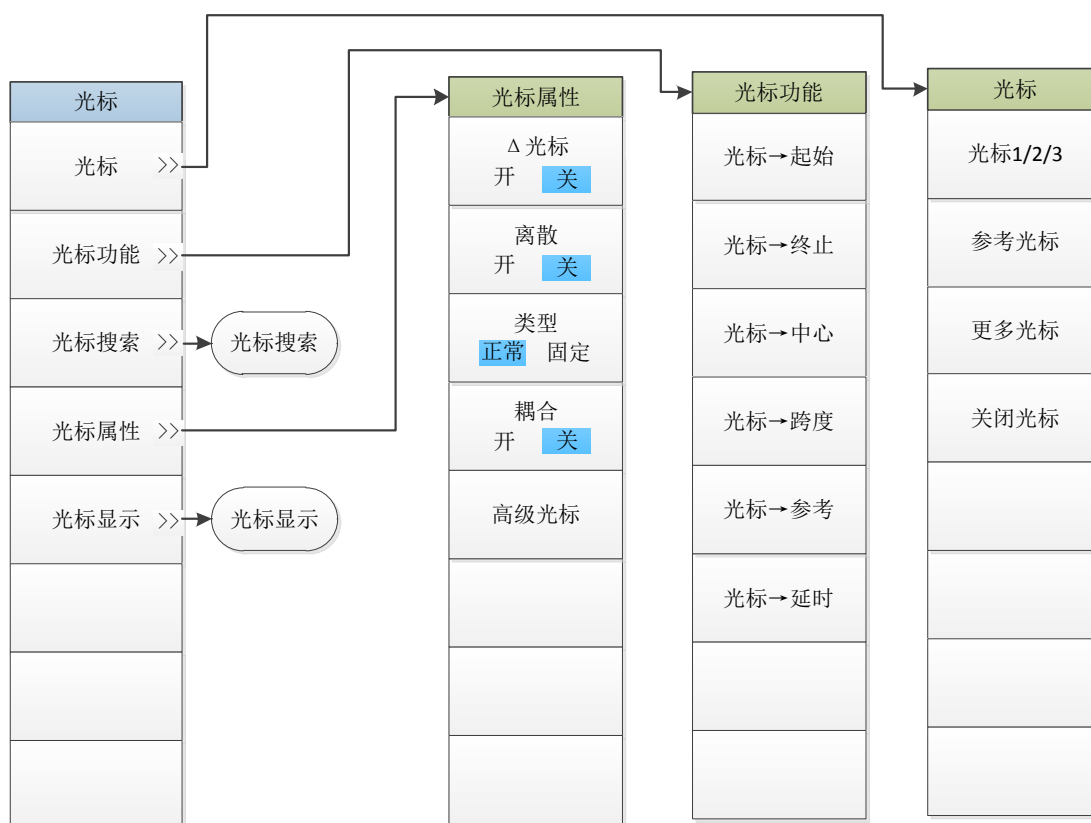 光标
光标 >>
光标功能 >>
光标搜索 >>
光标属性 >>
光标显示 >>
光标搜索
光标显示
光标属性
Δ光标
开 关
离散
开 关
类型
正常 固定
耦合
开 关
高级光标
光标功能
光标→起始
光标→终止
光标→中心
光标→跨度
光标→参考
光标→延时
光标
光标1/2/3
参考光标
更多光标
关闭光标